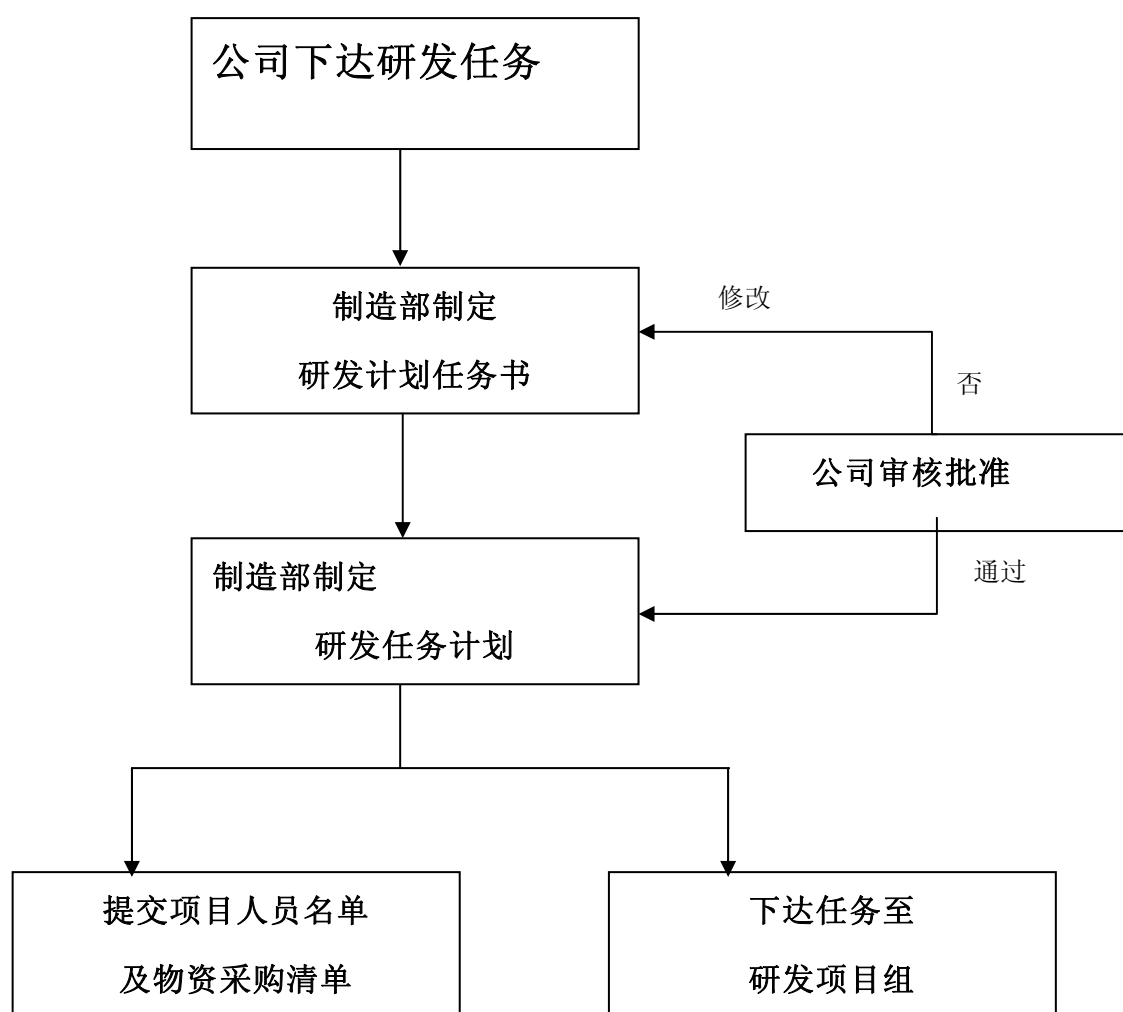 公司下达研发任务
制造部制定
研发计划任务书
修改
否
公司审核批准
制造部制定
研发任务计划
通过
提交项目人员名单
及物资采购清单
下达任务至
研发项目组